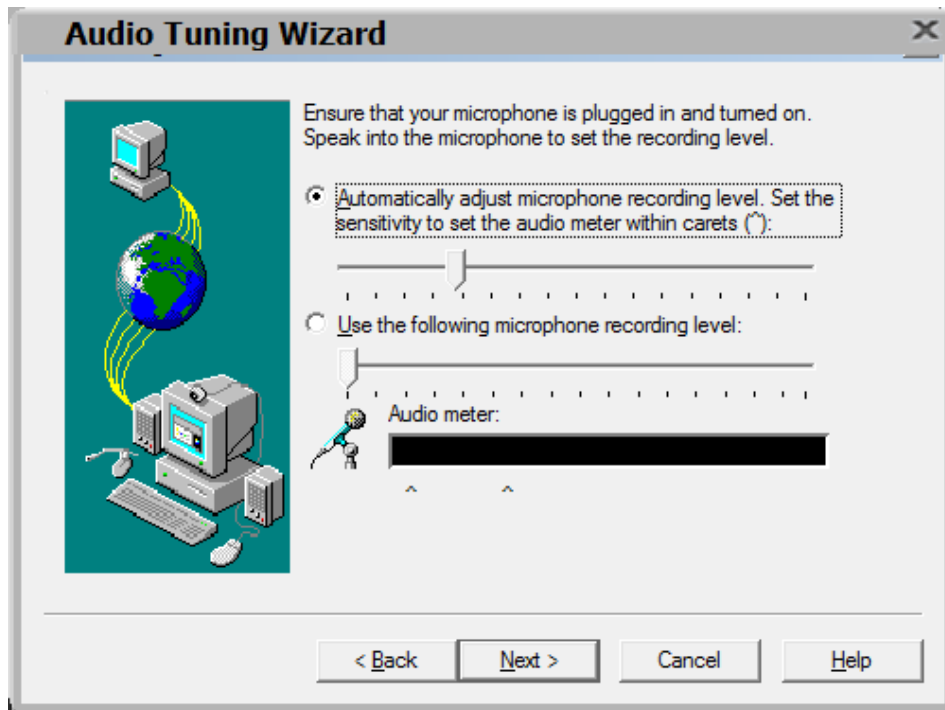 Audio Tuning Wizard
Ensure that your microphone is plugged in and turned on.
Speak into the microphone to set the recording level.
Automatically adjust microphone recording level. Set the
sensitivity to set the audio meter within carets (^):
Use the following microphone recording level:
Audio meter:
^ ^
< Back Next > Cancel Help